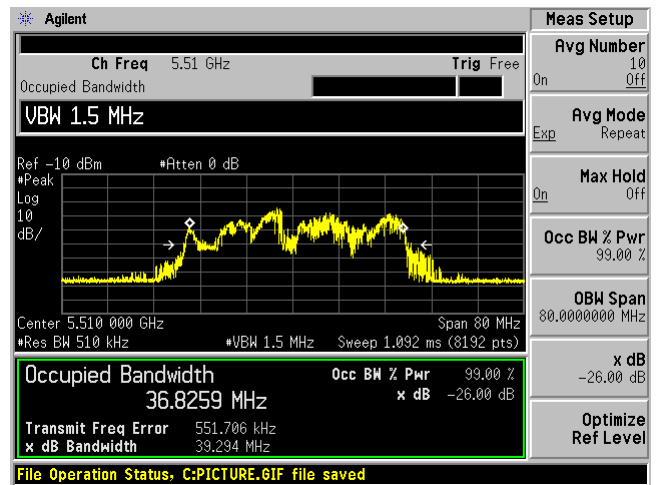 Agilent
Ch Freq 5.51 GHz Trig Free
Occupied Bandwidth
VBW 1.5 MHz
Ref -10 dBm #Atten 0 dB
#Peak
Log
10
dB/
Center 5.510 000 GHz Span 80 MHz
#Res BW 510 kHz #VBW 1.5 MHz Sweep 1.092 ms (8192 pts)
Occupied Bandwidth Occ BW % Pwr 99.00 %
36.8259 MHz x dB -26.00 dB
Transmit Freq Error 551.706 kHz
x dB Bandwidth 39.294 MHz
File Operation Status, C:PICTURE.GIF file saved
Meas Setup
Avg Number
10
On Off
Avg Mode
Exp Repeat
Max Hold
On Off
Occ BW % Pwr
99.00 %
OBW Span
80.0000000 MHz
x dB
-26.00 dB
Optimize
Ref Level